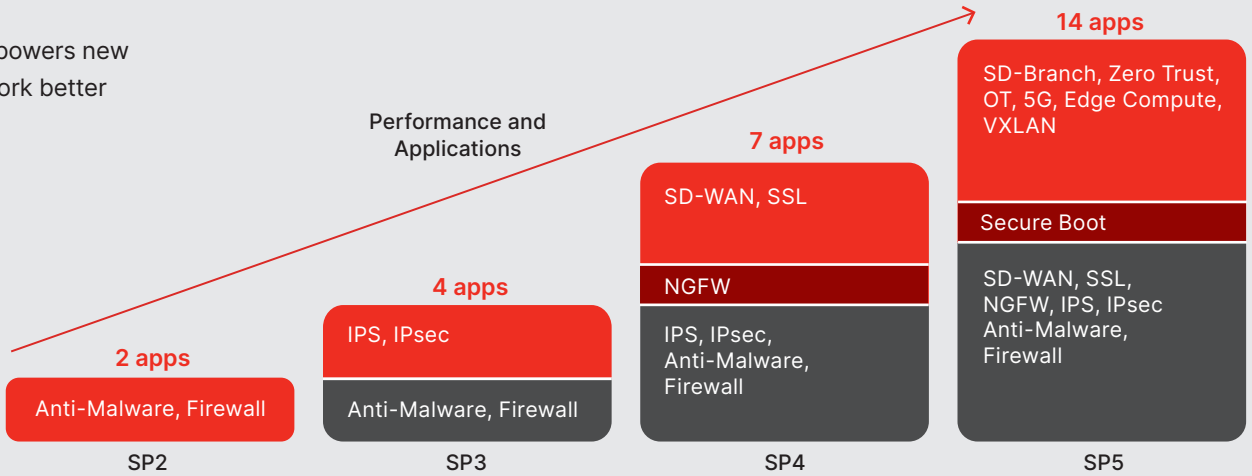 powers new
ork better
Performance and
Applications
2 apps
Anti-Malware, Firewall
SP2
4 apps
IPS, IPsec
Anti-Malware, Firewall
SP3
7 apps
SD-WAN, SSL
NGFW
IPS, IPsec,
Anti-Malware,
Firewall
SP4
14 apps
SD-Branch, Zero Trust,
OT, 5G, Edge Compute,
VXLAN
Secure Boot
SD-WAN, SSL,
NGFW, IPS, IPsec
Anti-Malware,
Firewall
SP5